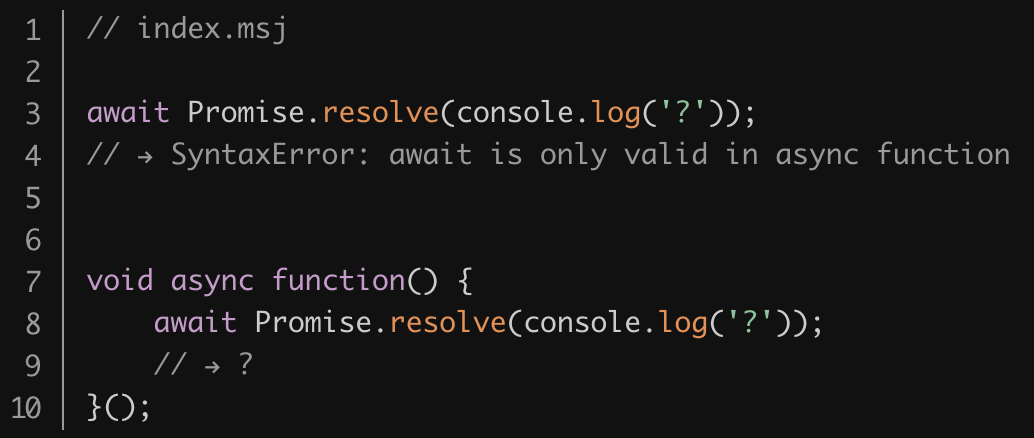 1 // index.msj
2
3 await Promise.resolve(console.log('?'));
4 // → SyntaxError: await is only valid in async function
5
6
7 void async function() {
8     await Promise.resolve(console.log('?'));
9     // → ?
10 }();